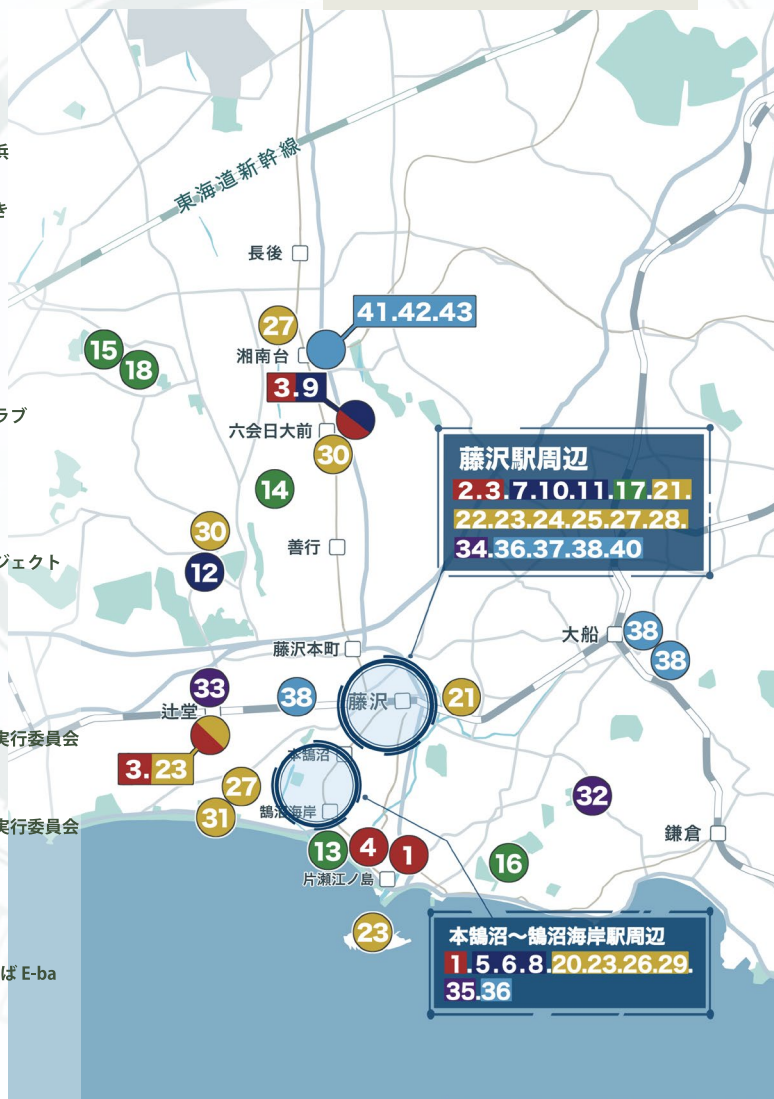 浜
き
東海道新幹線
長後
41.42.43
27
湘南台
15
18
3.9
ラブ
六会日大前
30
藤沢駅周辺
2.3.7.10.11.17.21.
22.23.24.25.27.28.
34.36.37.38.40
14
30
善行
ジェクト
12
大船
38
38
藤沢本町
33
38
藤沢
21
辻堂
実行委員会
3.23
本鵠沼
27
32
31
鵠沼海岸
実行委員会
鎌倉
13
4
1
16
片瀬江ノ島
23
本鵠沼〜鵠沼海岸駅周辺
1.5.6.8.20.23.26.29.
35.36
ば E-ba